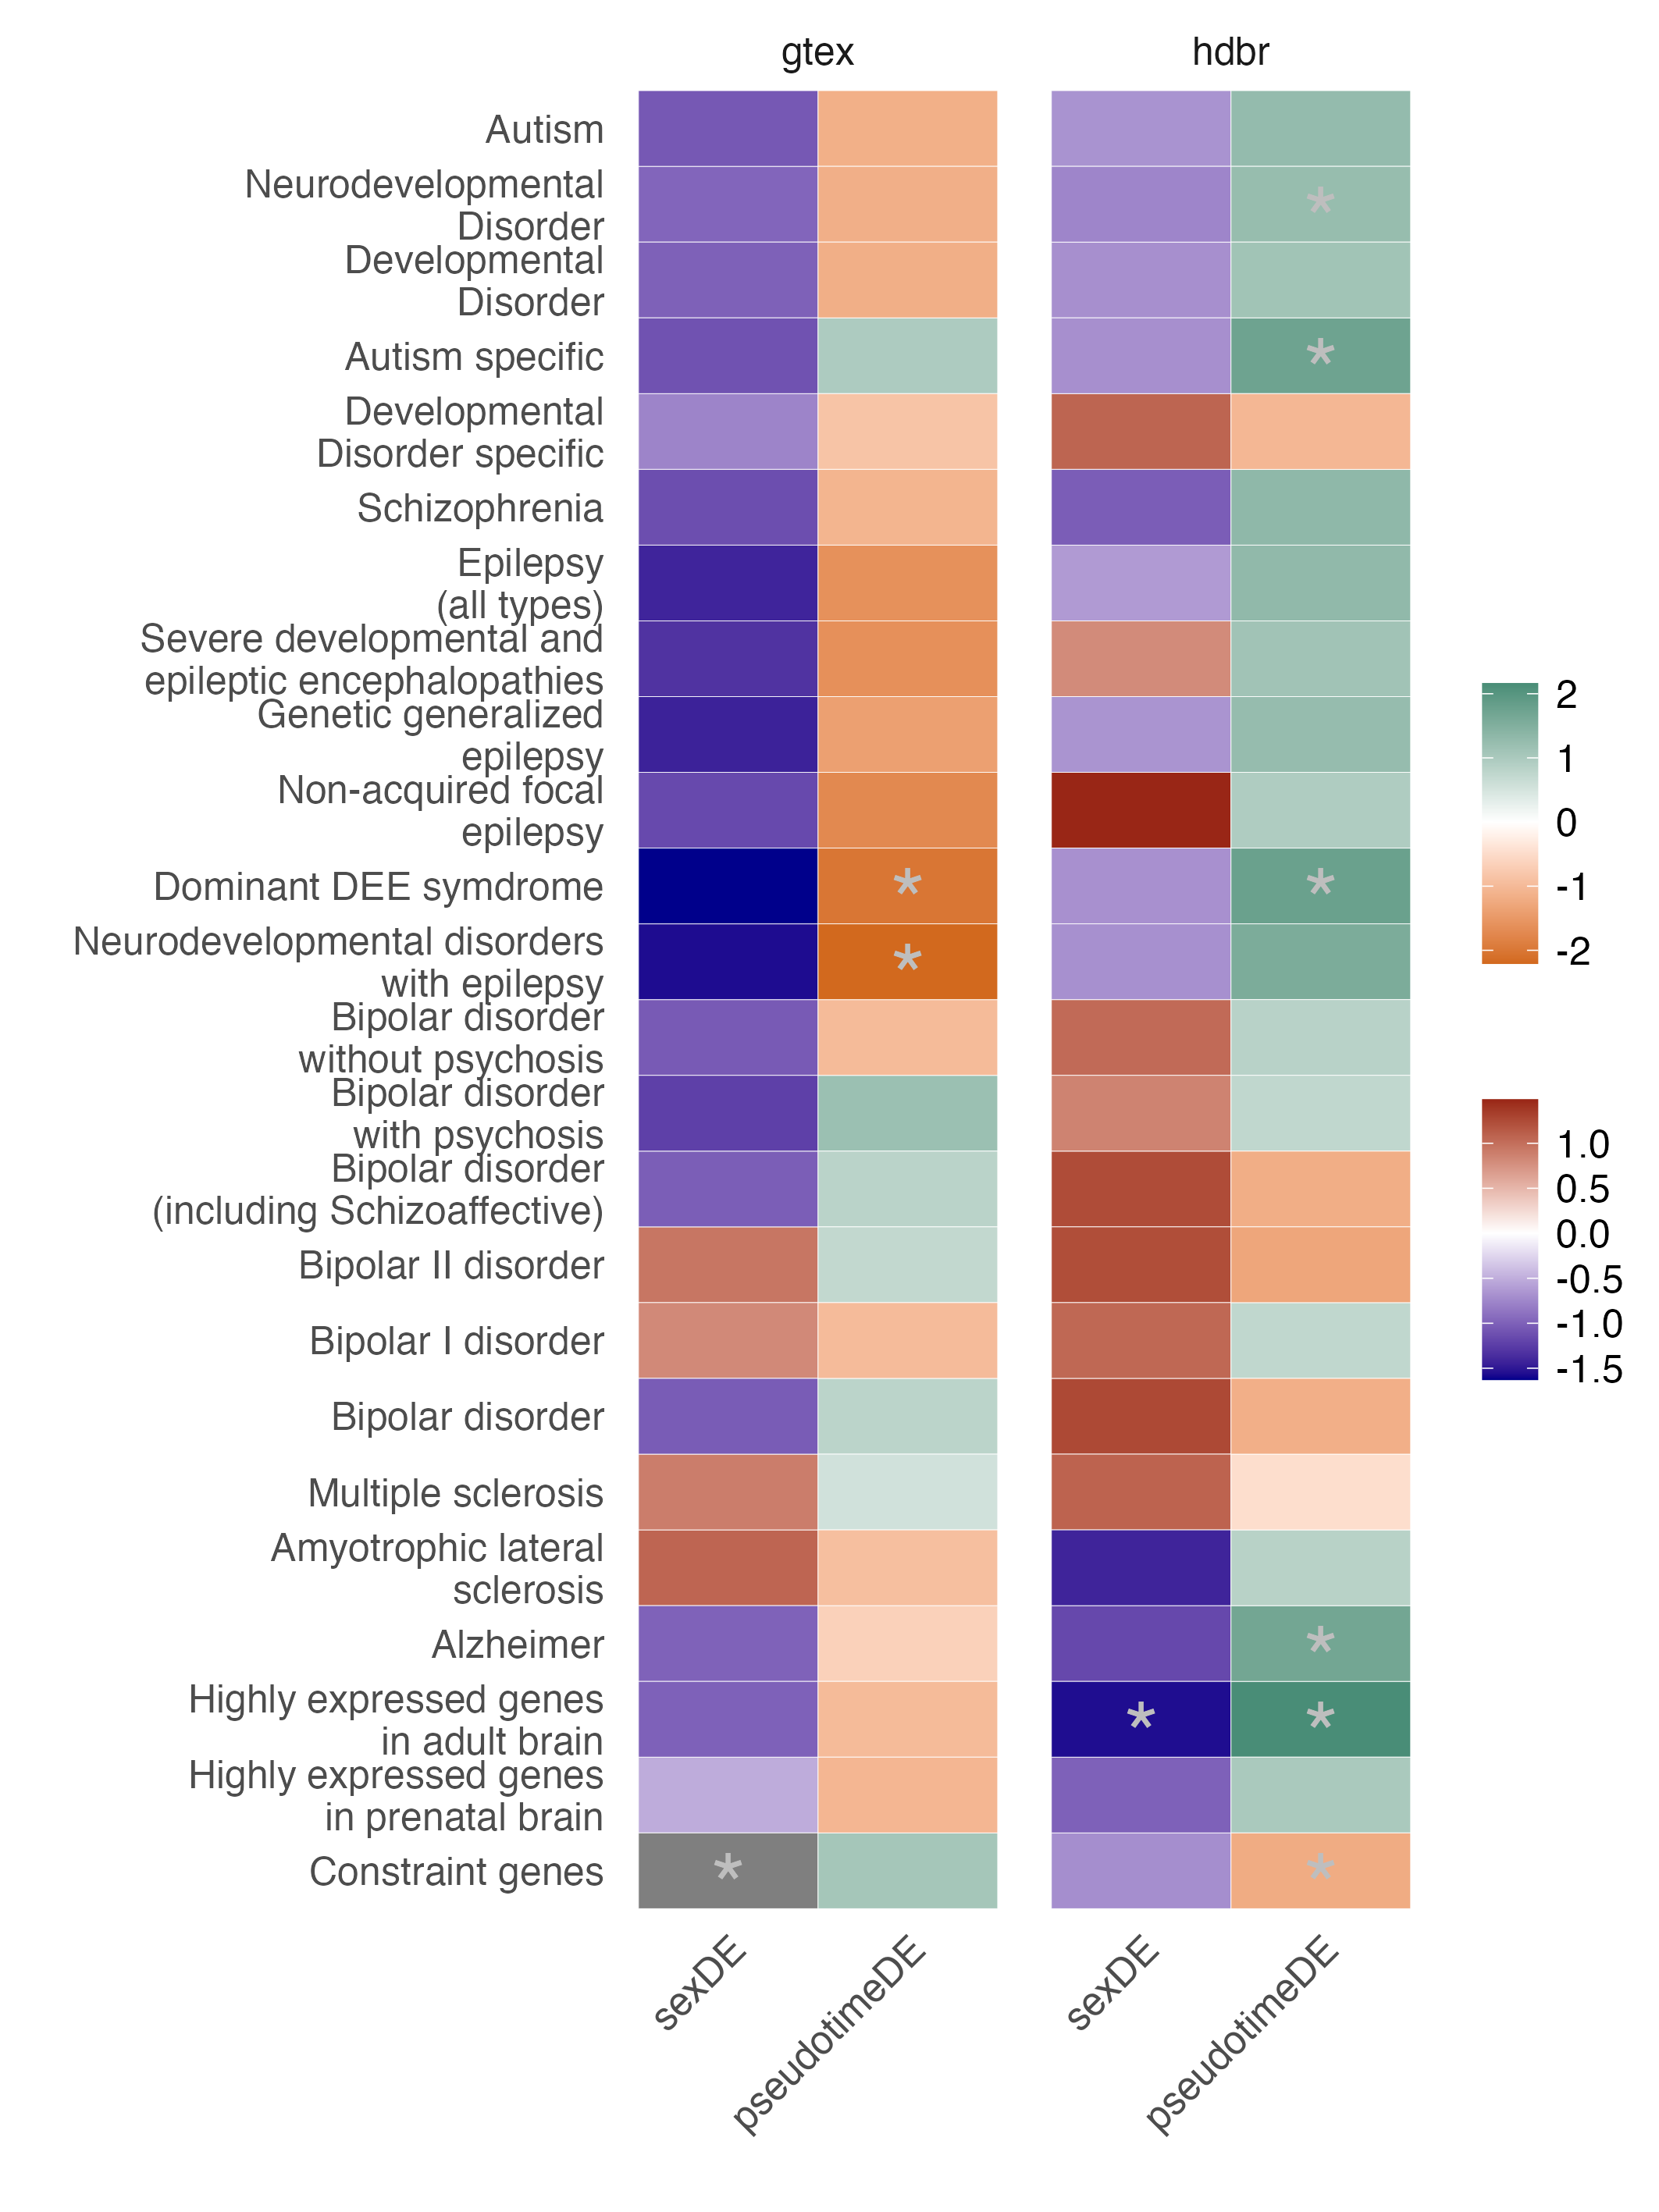 gtex
hdbr
Autism
Neurodevelopmental
Disorder
*
Developmental
Disorder
Autism specific
*
Developmental
Disorder specific
Schizophrenia
Epilepsy
(all types)
Severe developmental and
epileptic encephalopathies
Genetic generalized
epilepsy
Non-acquired focal
epilepsy
Dominant DEE symdrome
* *
Neurodevelopmental disorders
with epilepsy
*
Bipolar disorder
without psychosis
Bipolar disorder
with psychosis
Bipolar disorder
(including Schizoaffective)
Bipolar II disorder
Bipolar I disorder
Bipolar disorder
Multiple sclerosis
Amyotrophic lateral
sclerosis
Alzheimer
*
Highly expressed genes
in adult brain
* *
Highly expressed genes
in prenatal brain
Constraint genes
* *
sexDE
pseudotimeDE
sexDE
pseudotimeDE
2
1
0
-1
-2
1.0
0.5
0.0
-0.5
-1.0
-1.5